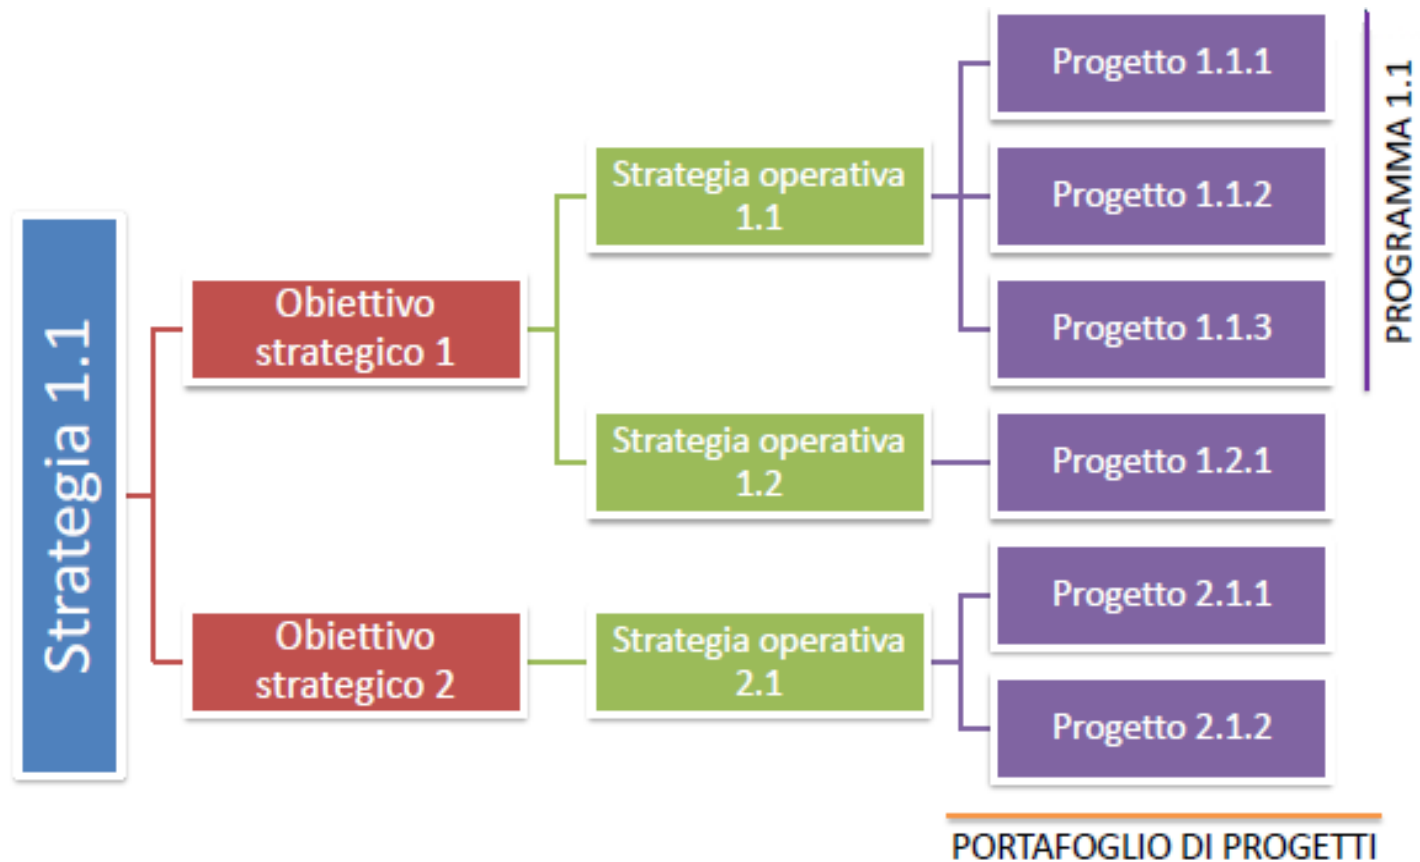 Strategia 1.1
Obiettivo
strategico 1
Obiettivo
strategico 2
Strategia operativa
1.1
Strategia operativa
1.2
Strategia operativa
2.1
Progetto 1.1.1
Progetto 1.1.2
Progetto 1.1.3
Progetto 1.2.1
Progetto 2.1.1
Progetto 2.1.2
PROGRAMMA 1.1
PORTAFOGLIO DI PROGETTI